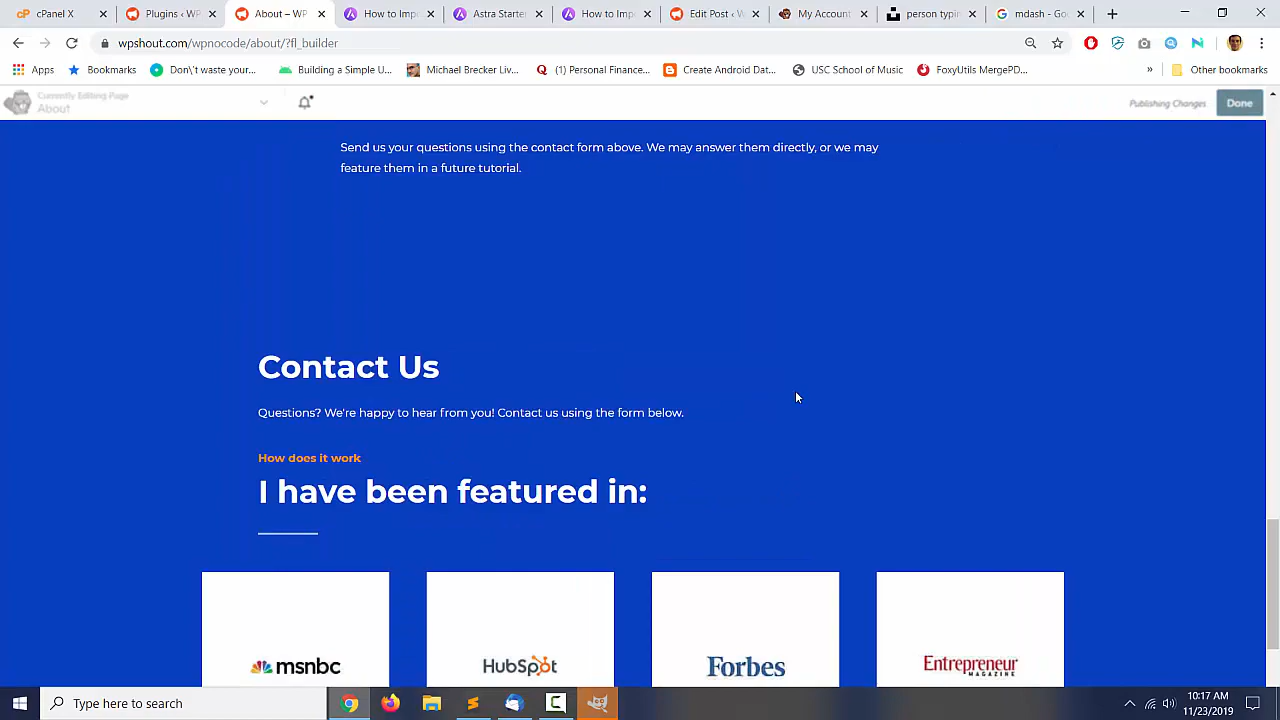 cPanel X
Plugins ‹ WP
About – WP
How to Imp
Astra Starter
How to Impo
Edit Post ‹ W
My Account
person typin
mdash - Goo
wpshout.com/wpnocode/about/?fl_builder
Apps
Bookmarks
Don\'t waste your...
Building a Simple U...
Michael Brecker Liv...
(1) Personal Finance...
Create Android Dat...
USC School of Music
FoxyUtils MergePD...
»
Other bookmarks
Currently Editing Page
About
Publishing Changes
Done
Send us your questions using the contact form above. We may answer them directly, or we may
feature them in a future tutorial.
Contact Us
Questions? We're happy to hear from you! Contact us using the form below.
How does it work
I have been featured in:
msnbc
HubSpot
Forbes
Entrepreneur
MAGAZINE
Type here to search
10:17 AM
11/23/2019